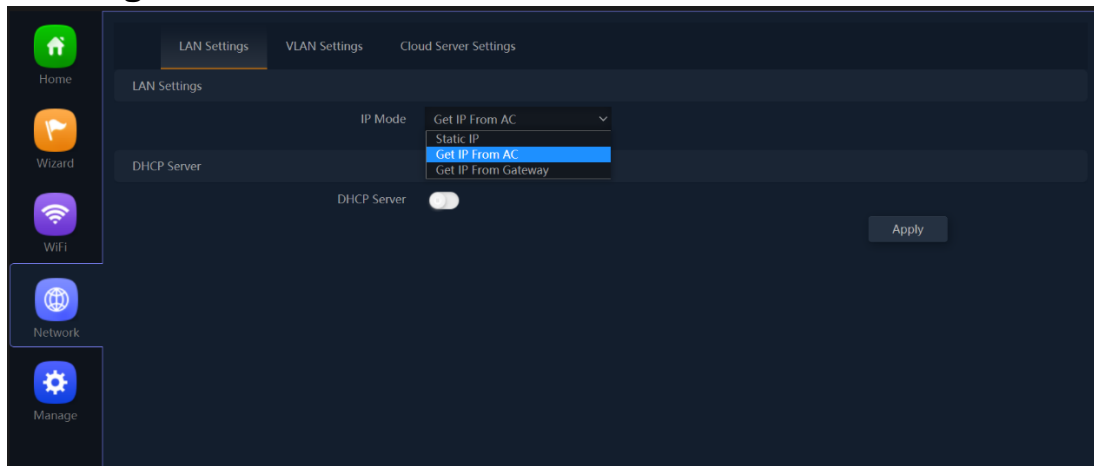 Home
Wizard
WiFi
Network
Manage
LAN Settings VLAN Settings Cloud Server Settings
LAN Settings
IP Mode Get IP From AC
Static IP
Get IP From AC
Get IP From Gateway
DHCP Server
DHCP Server
Apply